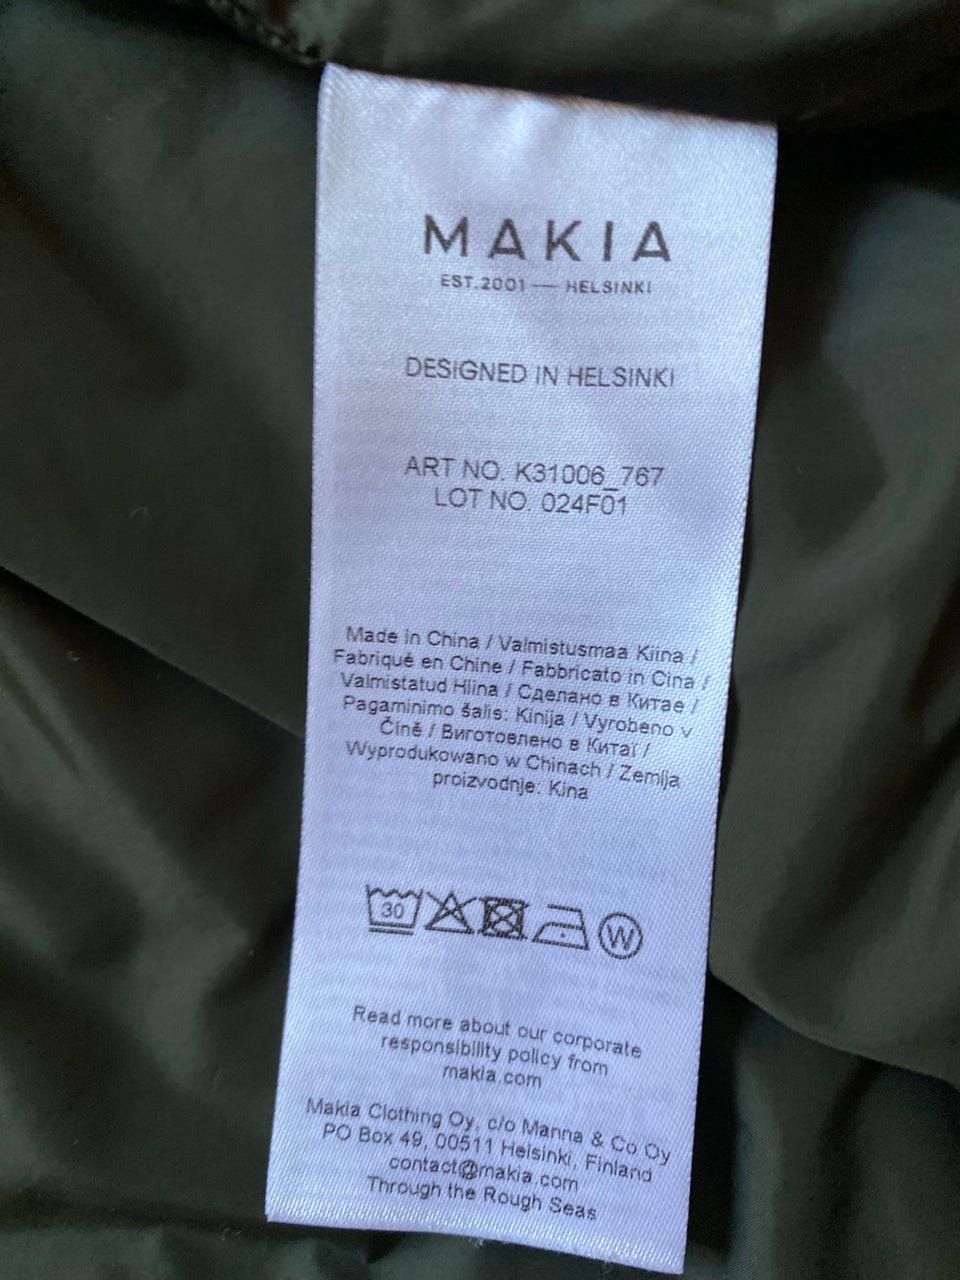 MAKIA
EST.2001 — HELSINKI
DESIGNED IN HELSINKI
ART NO. K31006_767
LOT NO. 024F01
Made in China / Valmistusmaa Kiina /
Fabriqué en Chine / Fabbricato in Cina /
Valmistatud Hiina / Сделано в Китае /
Pagaminimo šalis: Kinija / Vyrobeno v
Číně / Виготовлено в Китаї /
Wyprodukowano w Chinach / Zemlja
proizvodnje: Kina
30 W
Read more about our corporate
responsibility policy from
makia.com
Makia Clothing Oy, c/o Manna & Co Oy
PO Box 49, 00511 Helsinki, Finland
contact@makia.com
Through the Rough Seas